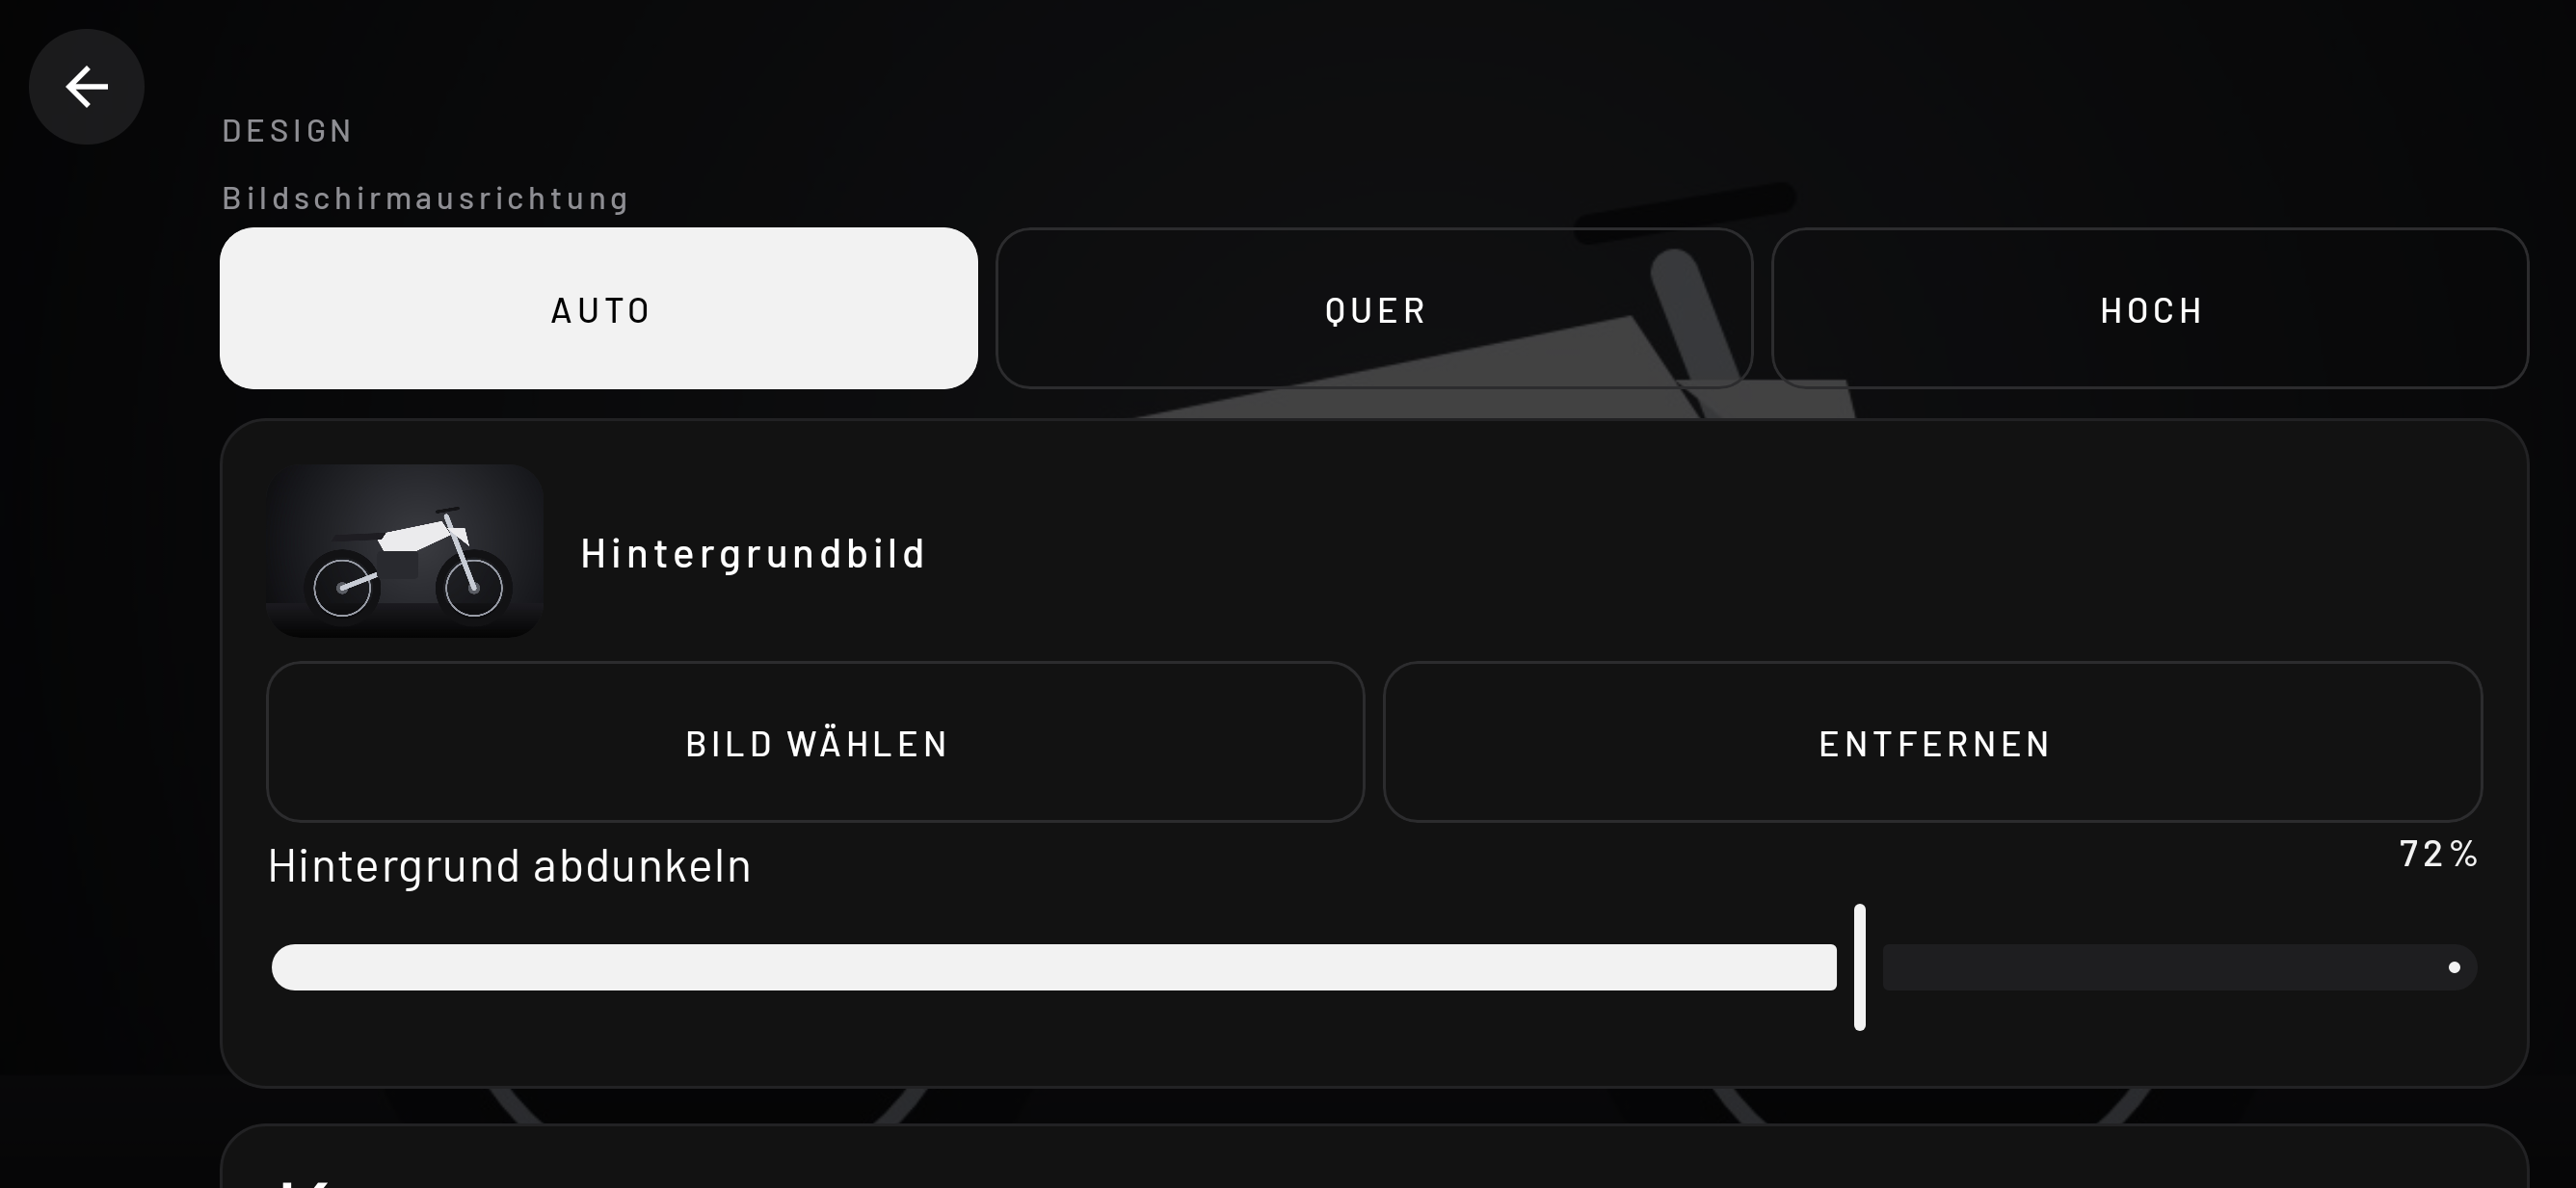 DESIGN
Bildschirmausrichtung
AUTO
QUER
HOCH
Hintergrundbild
BILD WÄHLEN
ENTFERNEN
Hintergrund abdunkeln
72%